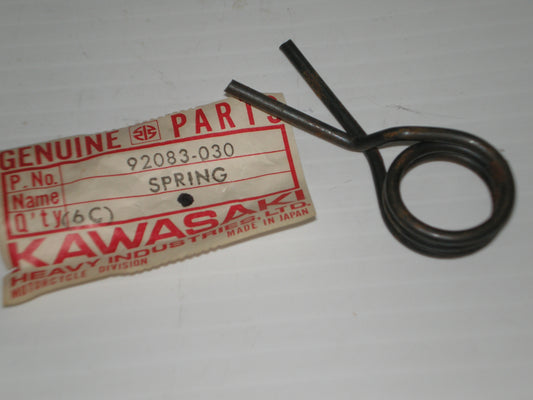 GENUINE PARTS
P. No. 92083-030
Name SPRING
Q'ty (6C)
KAWASAKI
HEAVY INDUSTRIES, LTD.
MOTORCYCLE DIVISION MADE IN JAPAN